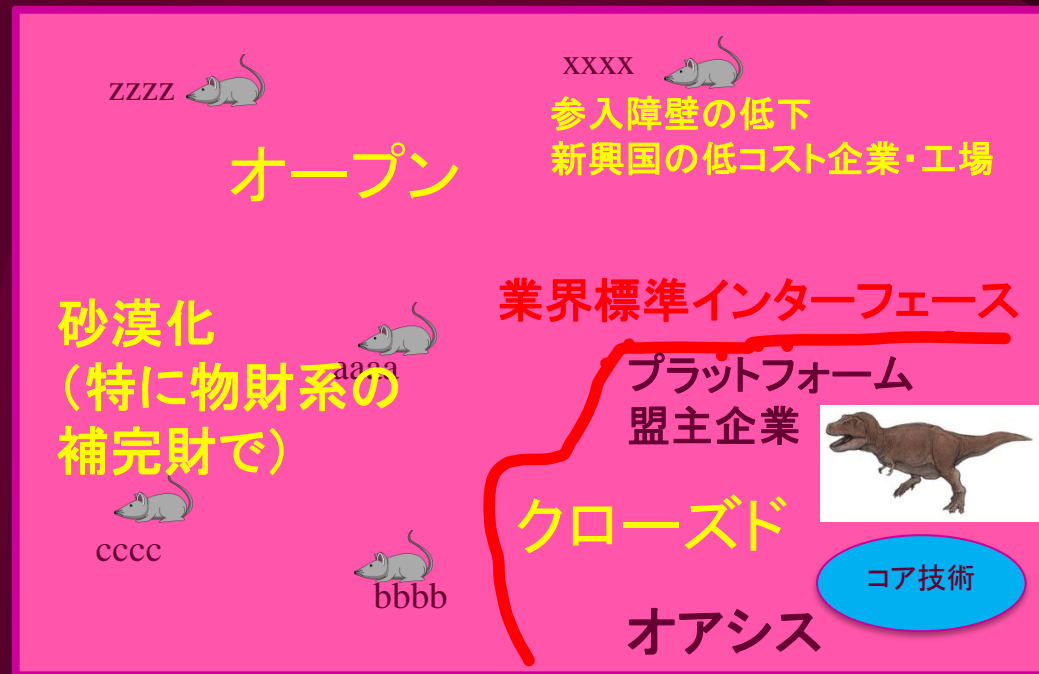 zzzz
xxxx
参入障壁の低下
新興国の低コスト企業・工場
オープン
業界標準インターフェース
砂漠化
（特に物財系の
補完財で）
aaaa
プラットフォーム
盟主企業
クローズド
cccc
bbbb
コア技術
オアシス